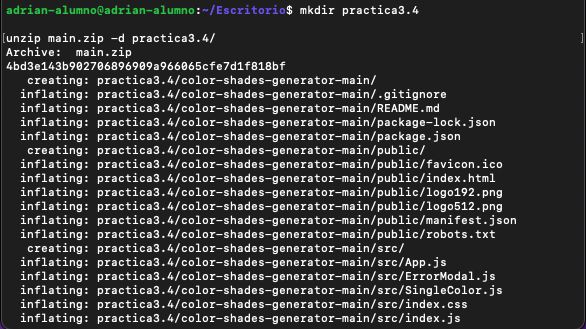 adrian-alumno@adrian-alumno:~/Escritorio$ mkdir practica3.4
[unzip main.zip -d practica3.4/ ]
Archive:  main.zip
4bd3e143b902706896909a966065cfe7d1f818bf
   creating: practica3.4/color-shades-generator-main/
  inflating: practica3.4/color-shades-generator-main/.gitignore
  inflating: practica3.4/color-shades-generator-main/README.md
  inflating: practica3.4/color-shades-generator-main/package-lock.json
  inflating: practica3.4/color-shades-generator-main/package.json
   creating: practica3.4/color-shades-generator-main/public/
  inflating: practica3.4/color-shades-generator-main/public/favicon.ico
  inflating: practica3.4/color-shades-generator-main/public/index.html
  inflating: practica3.4/color-shades-generator-main/public/logo192.png
  inflating: practica3.4/color-shades-generator-main/public/logo512.png
  inflating: practica3.4/color-shades-generator-main/public/manifest.json
  inflating: practica3.4/color-shades-generator-main/public/robots.txt
   creating: practica3.4/color-shades-generator-main/src/
  inflating: practica3.4/color-shades-generator-main/src/App.js
  inflating: practica3.4/color-shades-generator-main/src/ErrorModal.js
  inflating: practica3.4/color-shades-generator-main/src/SingleColor.js
  inflating: practica3.4/color-shades-generator-main/src/index.css
  inflating: practica3.4/color-shades-generator-main/src/index.js